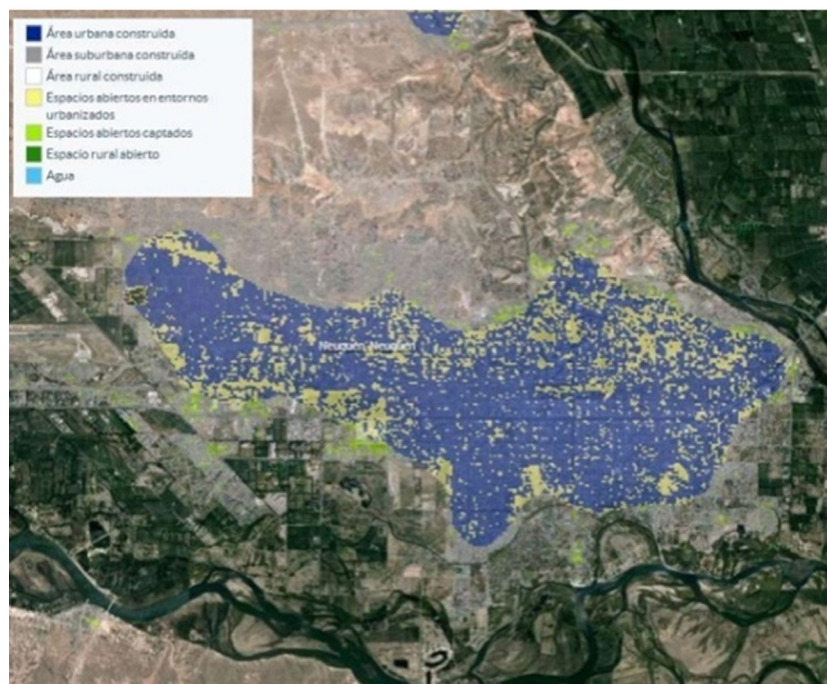 Área urbana construida
Área suburbana construida
Área rural construida
Espacios abiertos en entornos
urbanizados
Espacios abiertos captados
Espacio rural abierto
Agua
Neuquén, Neuquén